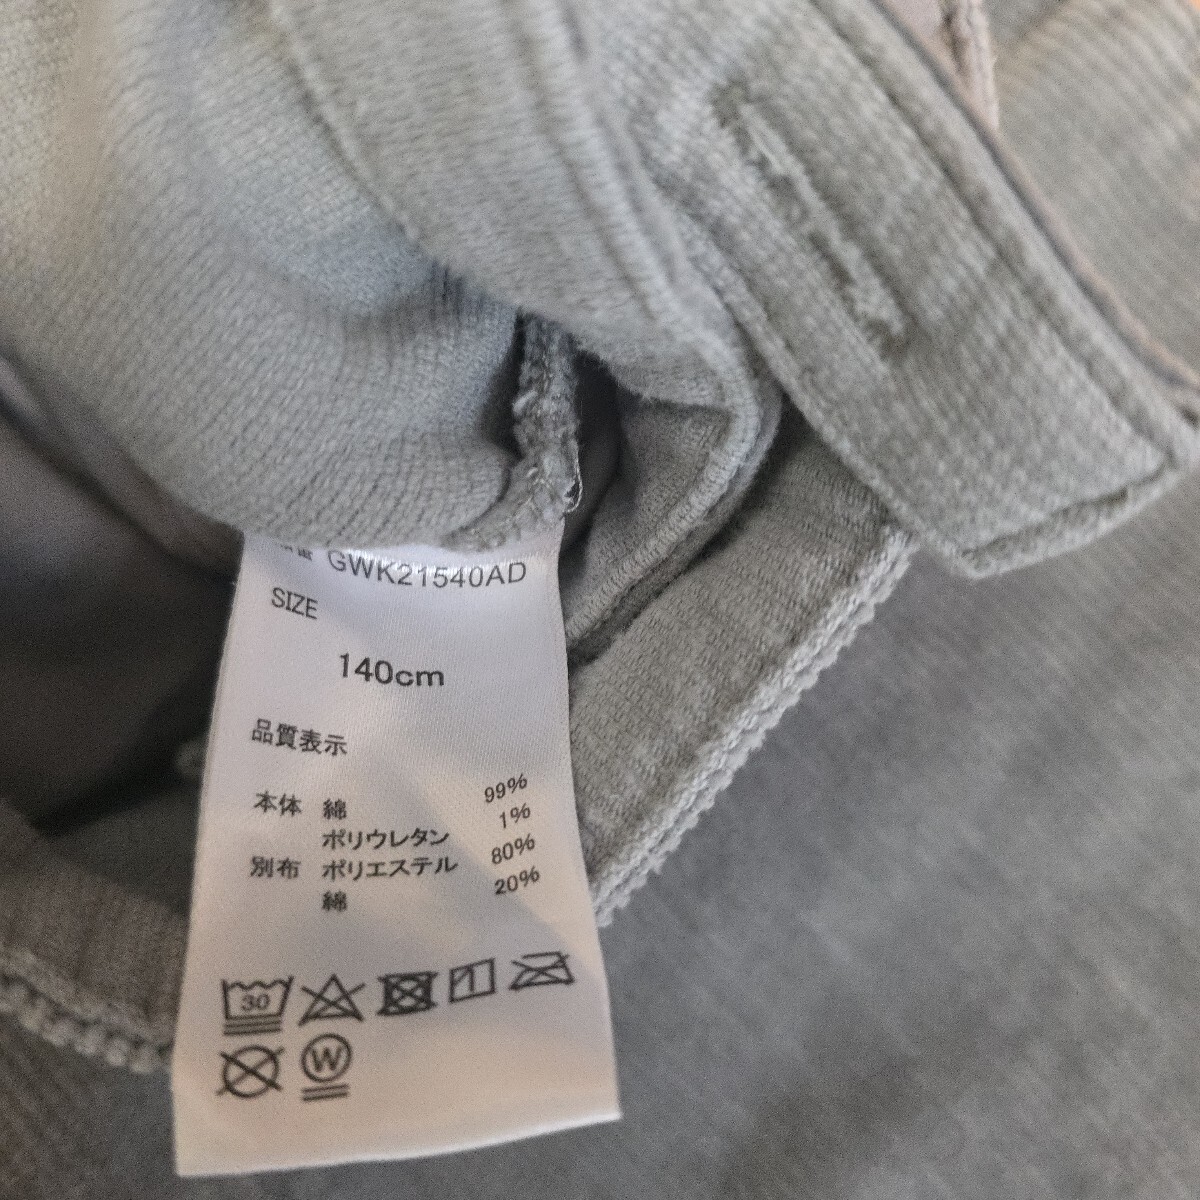 GWK21540AD
SIZE
140cm
品質表示
本体 綿 99%
ポリウレタン 1%
別布 ポリエステル 80%
綿 20%
30
W